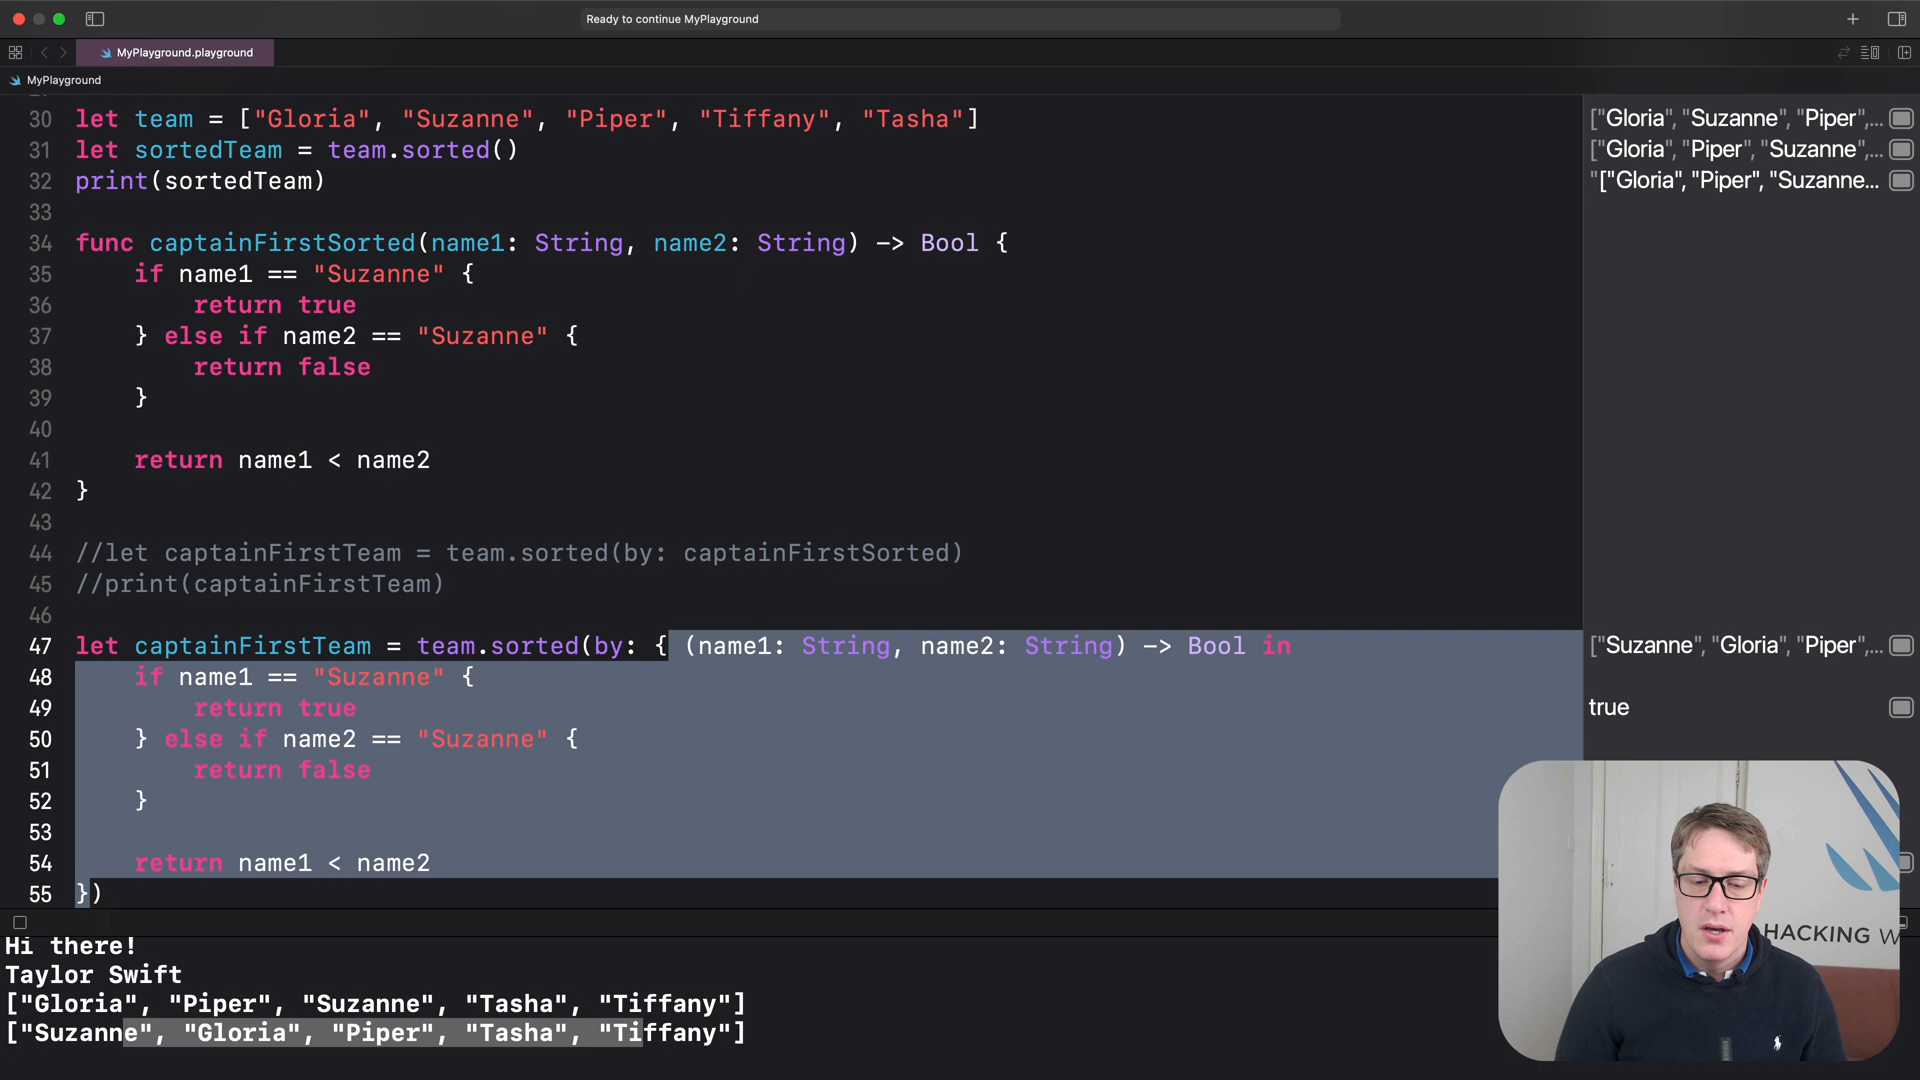 Ready to continue MyPlayground
MyPlayground.playground
MyPlayground
30 let team = ["Gloria", "Suzanne", "Piper", "Tiffany", "Tasha"] ["Gloria", "Suzanne", "Piper",...
31 let sortedTeam = team.sorted() ["Gloria", "Piper", "Suzanne",...
32 print(sortedTeam) "["Gloria", "Piper", "Suzanne...
33
34 func captainFirstSorted(name1: String, name2: String) -> Bool {
35     if name1 == "Suzanne" {
36         return true
37     } else if name2 == "Suzanne" {
38         return false
39     }
40
41     return name1 < name2
42 }
43
44 //let captainFirstTeam = team.sorted(by: captainFirstSorted)
45 //print(captainFirstTeam)
46
47 let captainFirstTeam = team.sorted(by: { (name1: String, name2: String) -> Bool in ["Suzanne", "Gloria", "Piper",...
48     if name1 == "Suzanne" {
49         return true true
50     } else if name2 == "Suzanne" {
51         return false
52     }
53
54     return name1 < name2
55 })
Hi there!
Taylor Swift
["Gloria", "Piper", "Suzanne", "Tasha", "Tiffany"]
["Suzanne", "Gloria", "Piper", "Tasha", "Tiffany"]
HACKING W